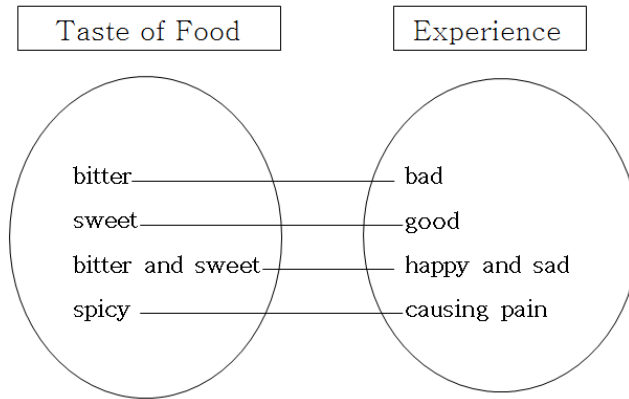 Taste of Food
Experience
bitter bad
sweet good
bitter and sweet happy and sad
spicy causing pain